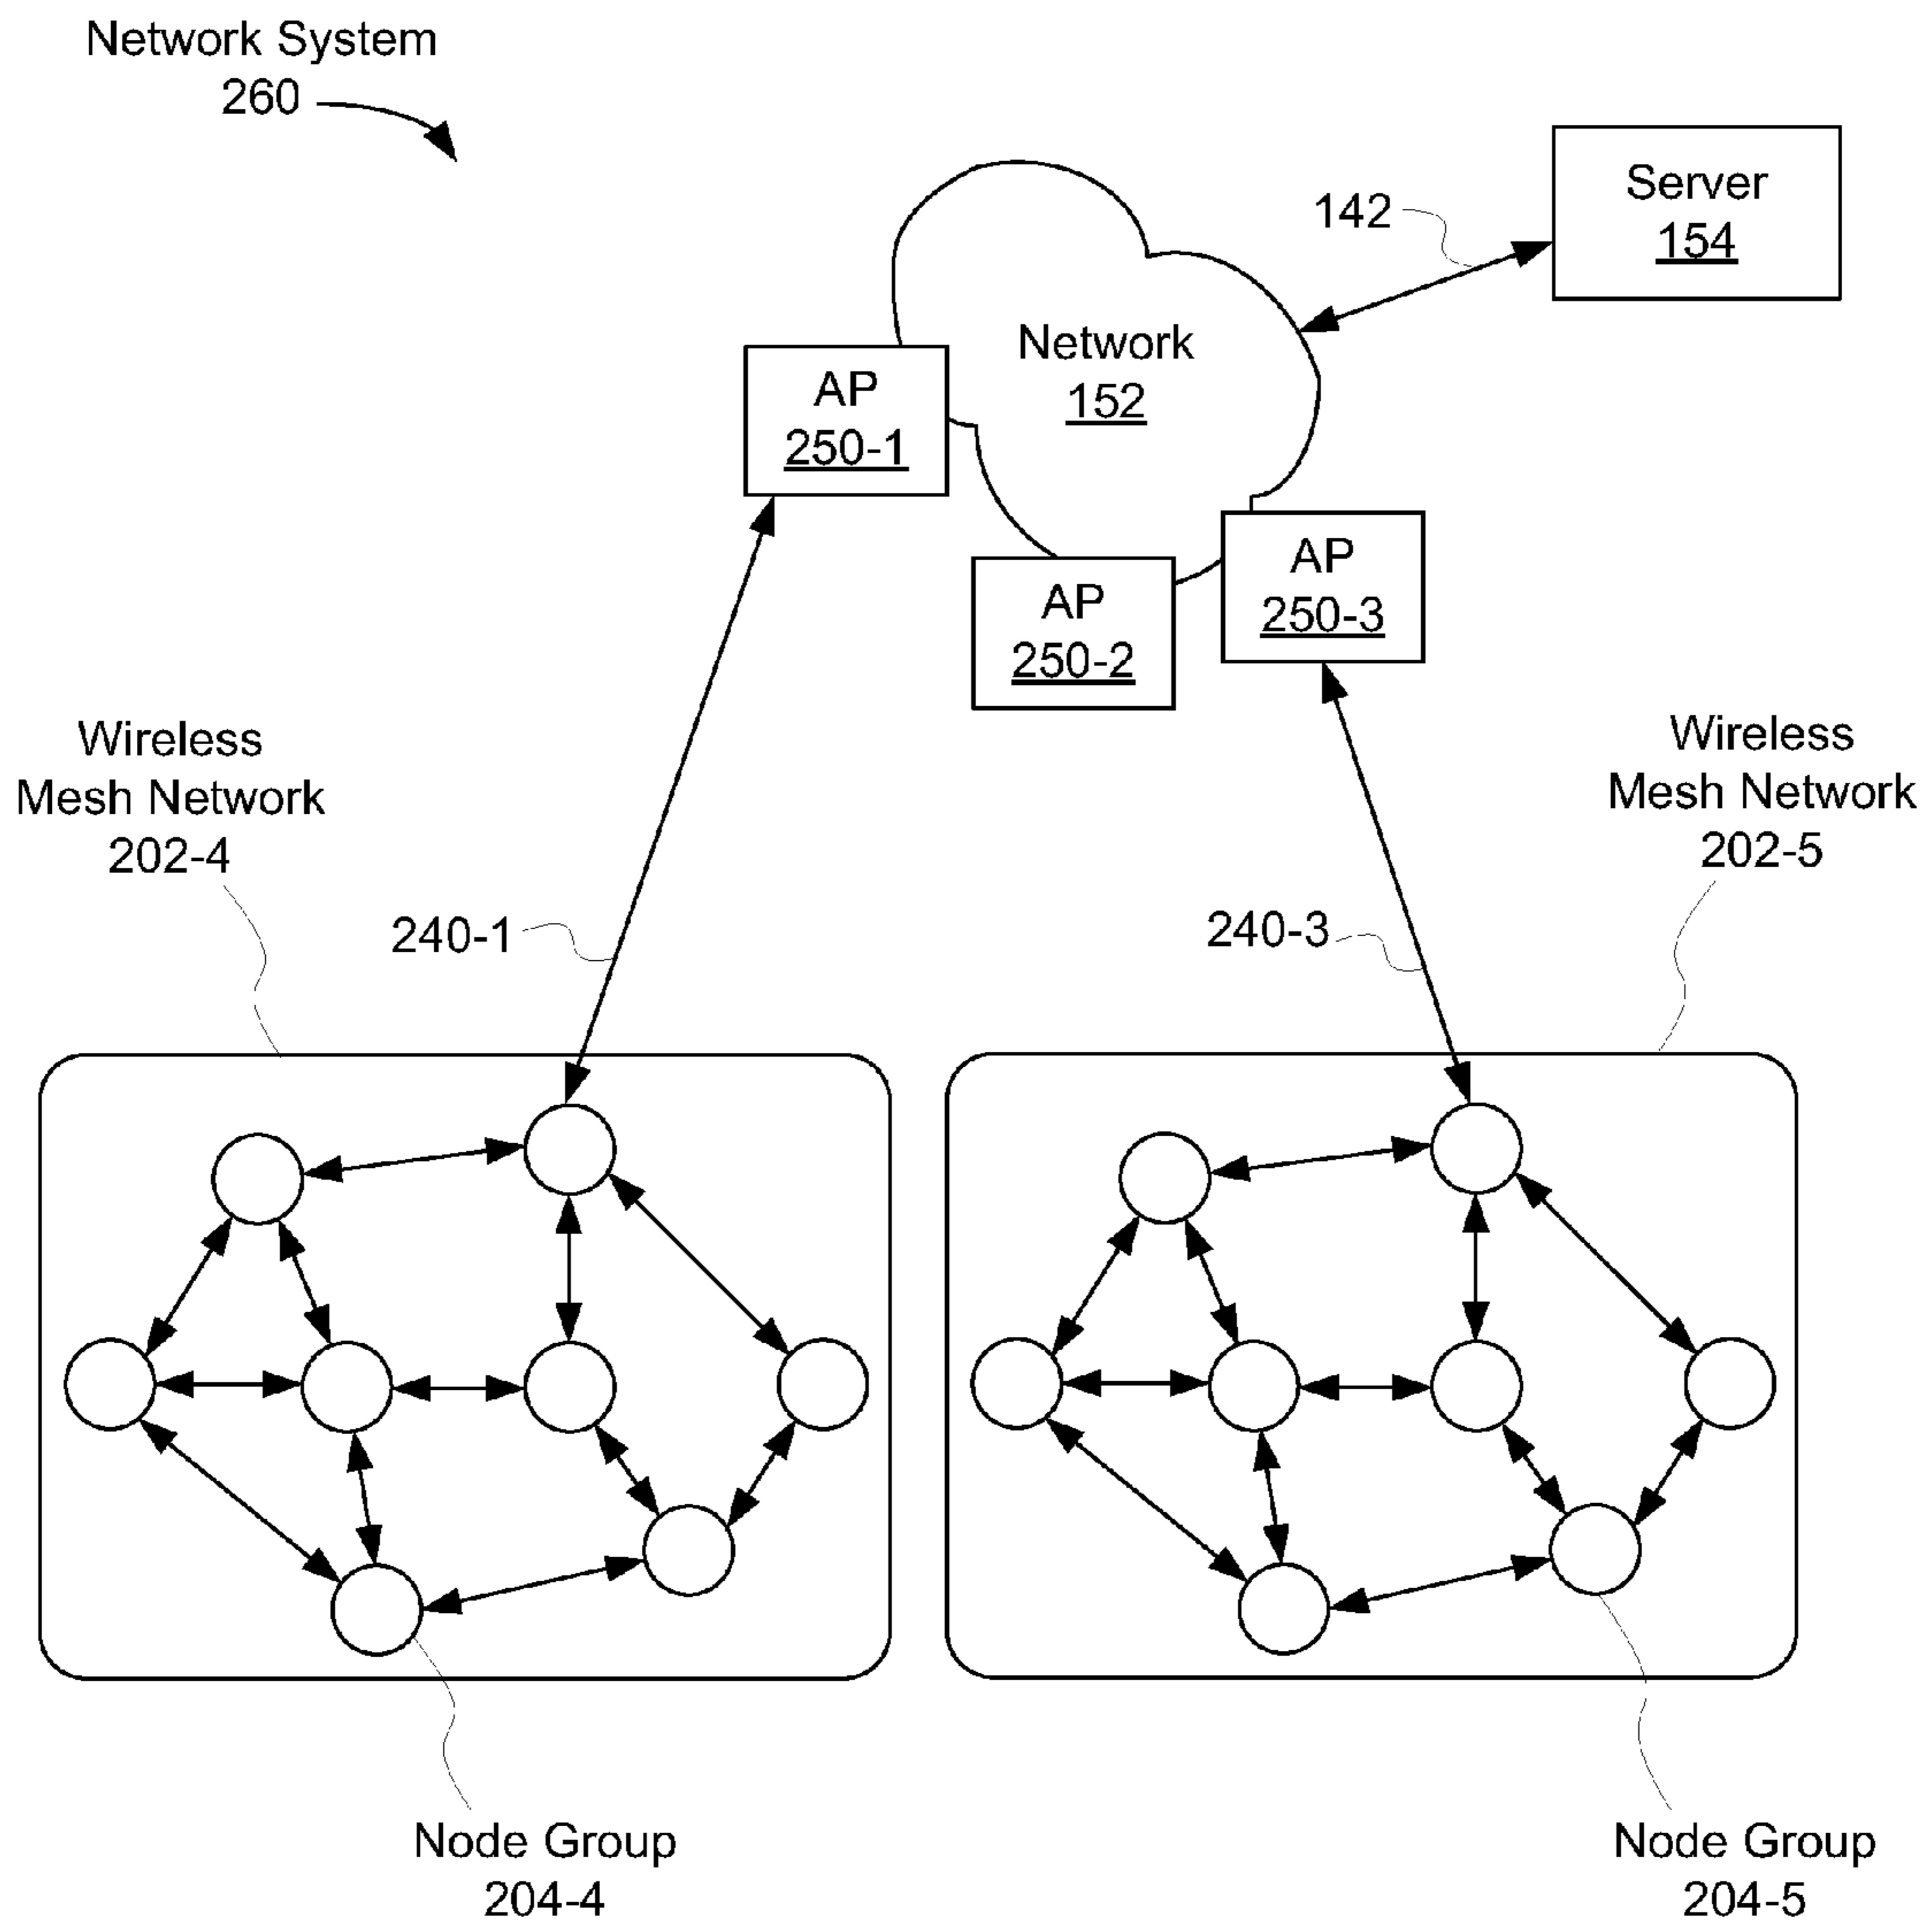 Network System
260
142
Server
154
Network
152
AP
250-1
AP
250-2
AP
250-3
Wireless
Mesh Network
202-4
Wireless
Mesh Network
202-5
240-1
240-3
Node Group
204-4
Node Group
204-5